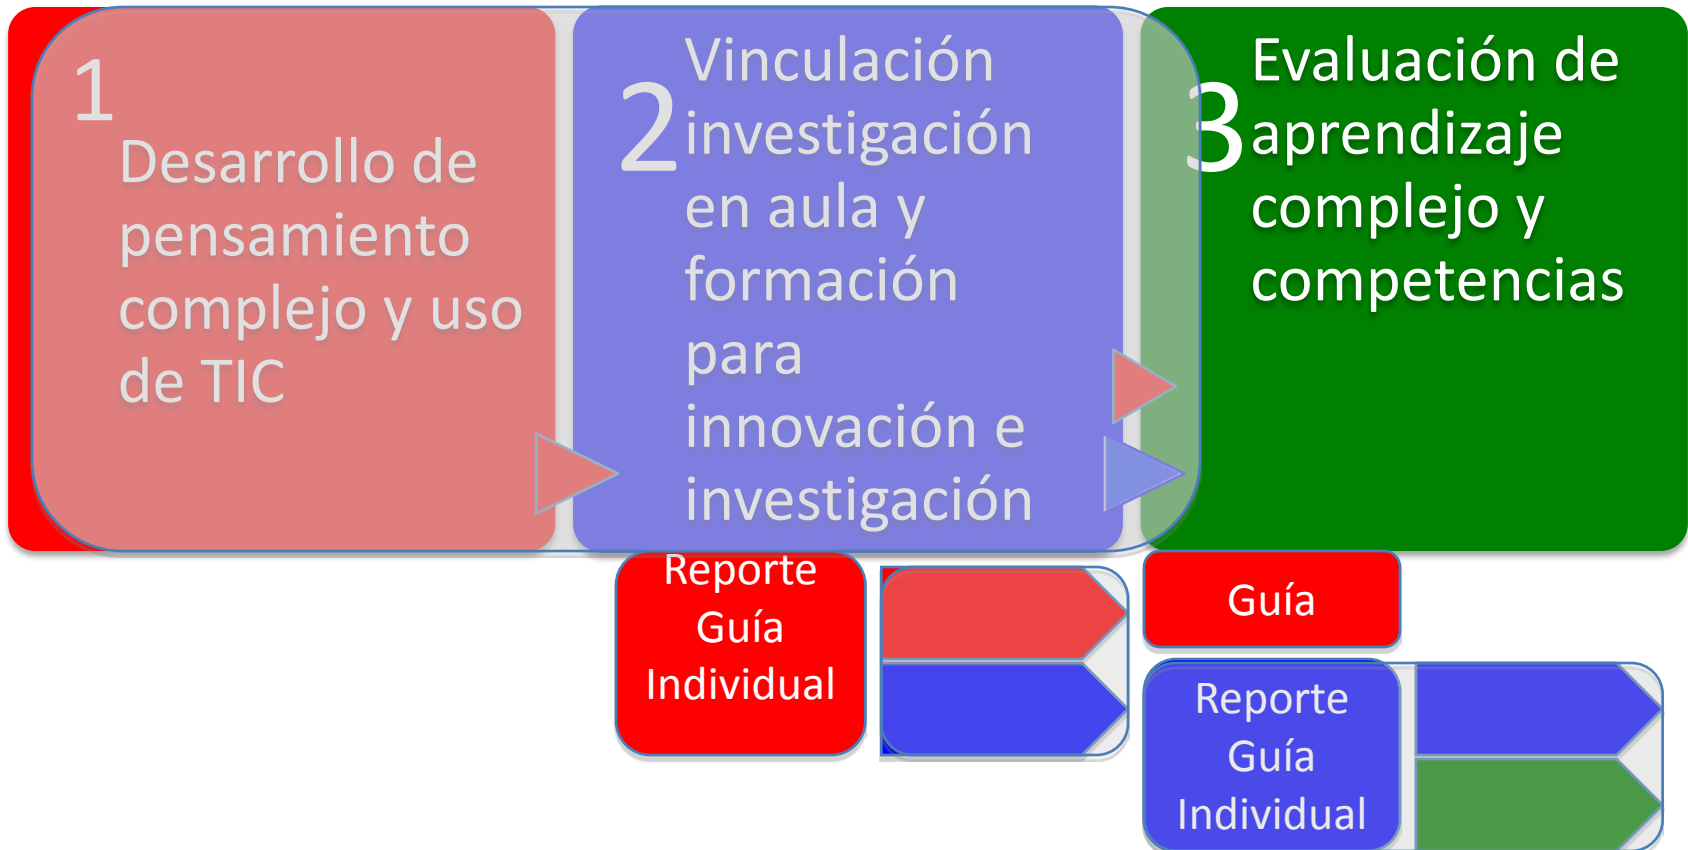 1
Desarrollo de
pensamiento
complejo y uso
de TIC
2
Vinculación
investigación
en aula y
formación
para
innovación e
investigación
3
Evaluación de
aprendizaje
complejo y
competencias
Reporte
Guía
Individual
Guía
Reporte
Guía
Individual